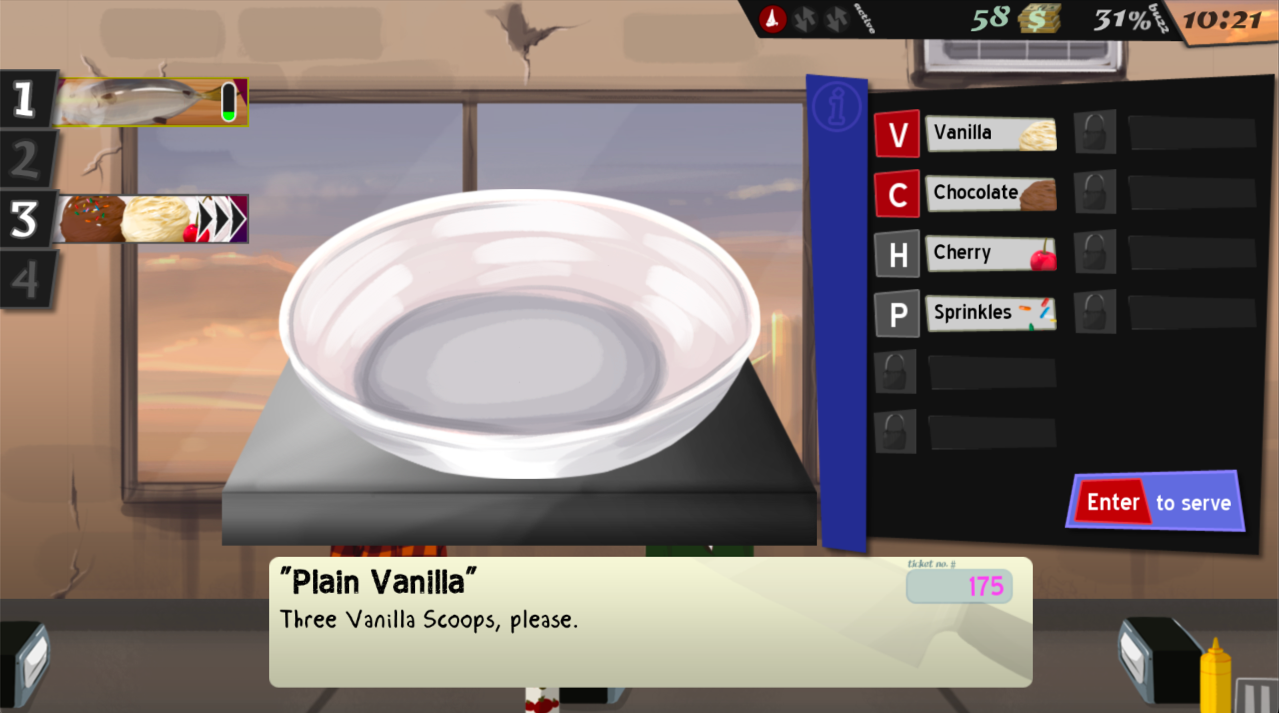 active
58 $
31% buzz
10:21
1
2
3
4
i
V Vanilla
C Chocolate
H Cherry
P Sprinkles
Enter to serve
"Plain Vanilla"
ticket no. jj
175
Three Vanilla Scoops, please.